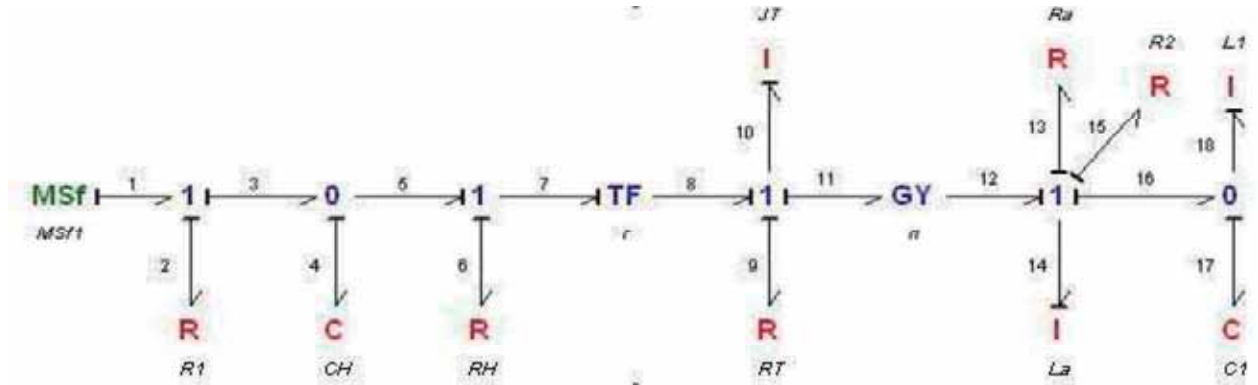 JT Ra
R2 L1
I R R I
10 13 15 18
MSf 1 1 3 0 5 1 7 TF 8 1 11 GY 12 1 16 0
MSf1 r n
2 4 6 9 14 17
R C R R I C
R1 CH RH RT La C1